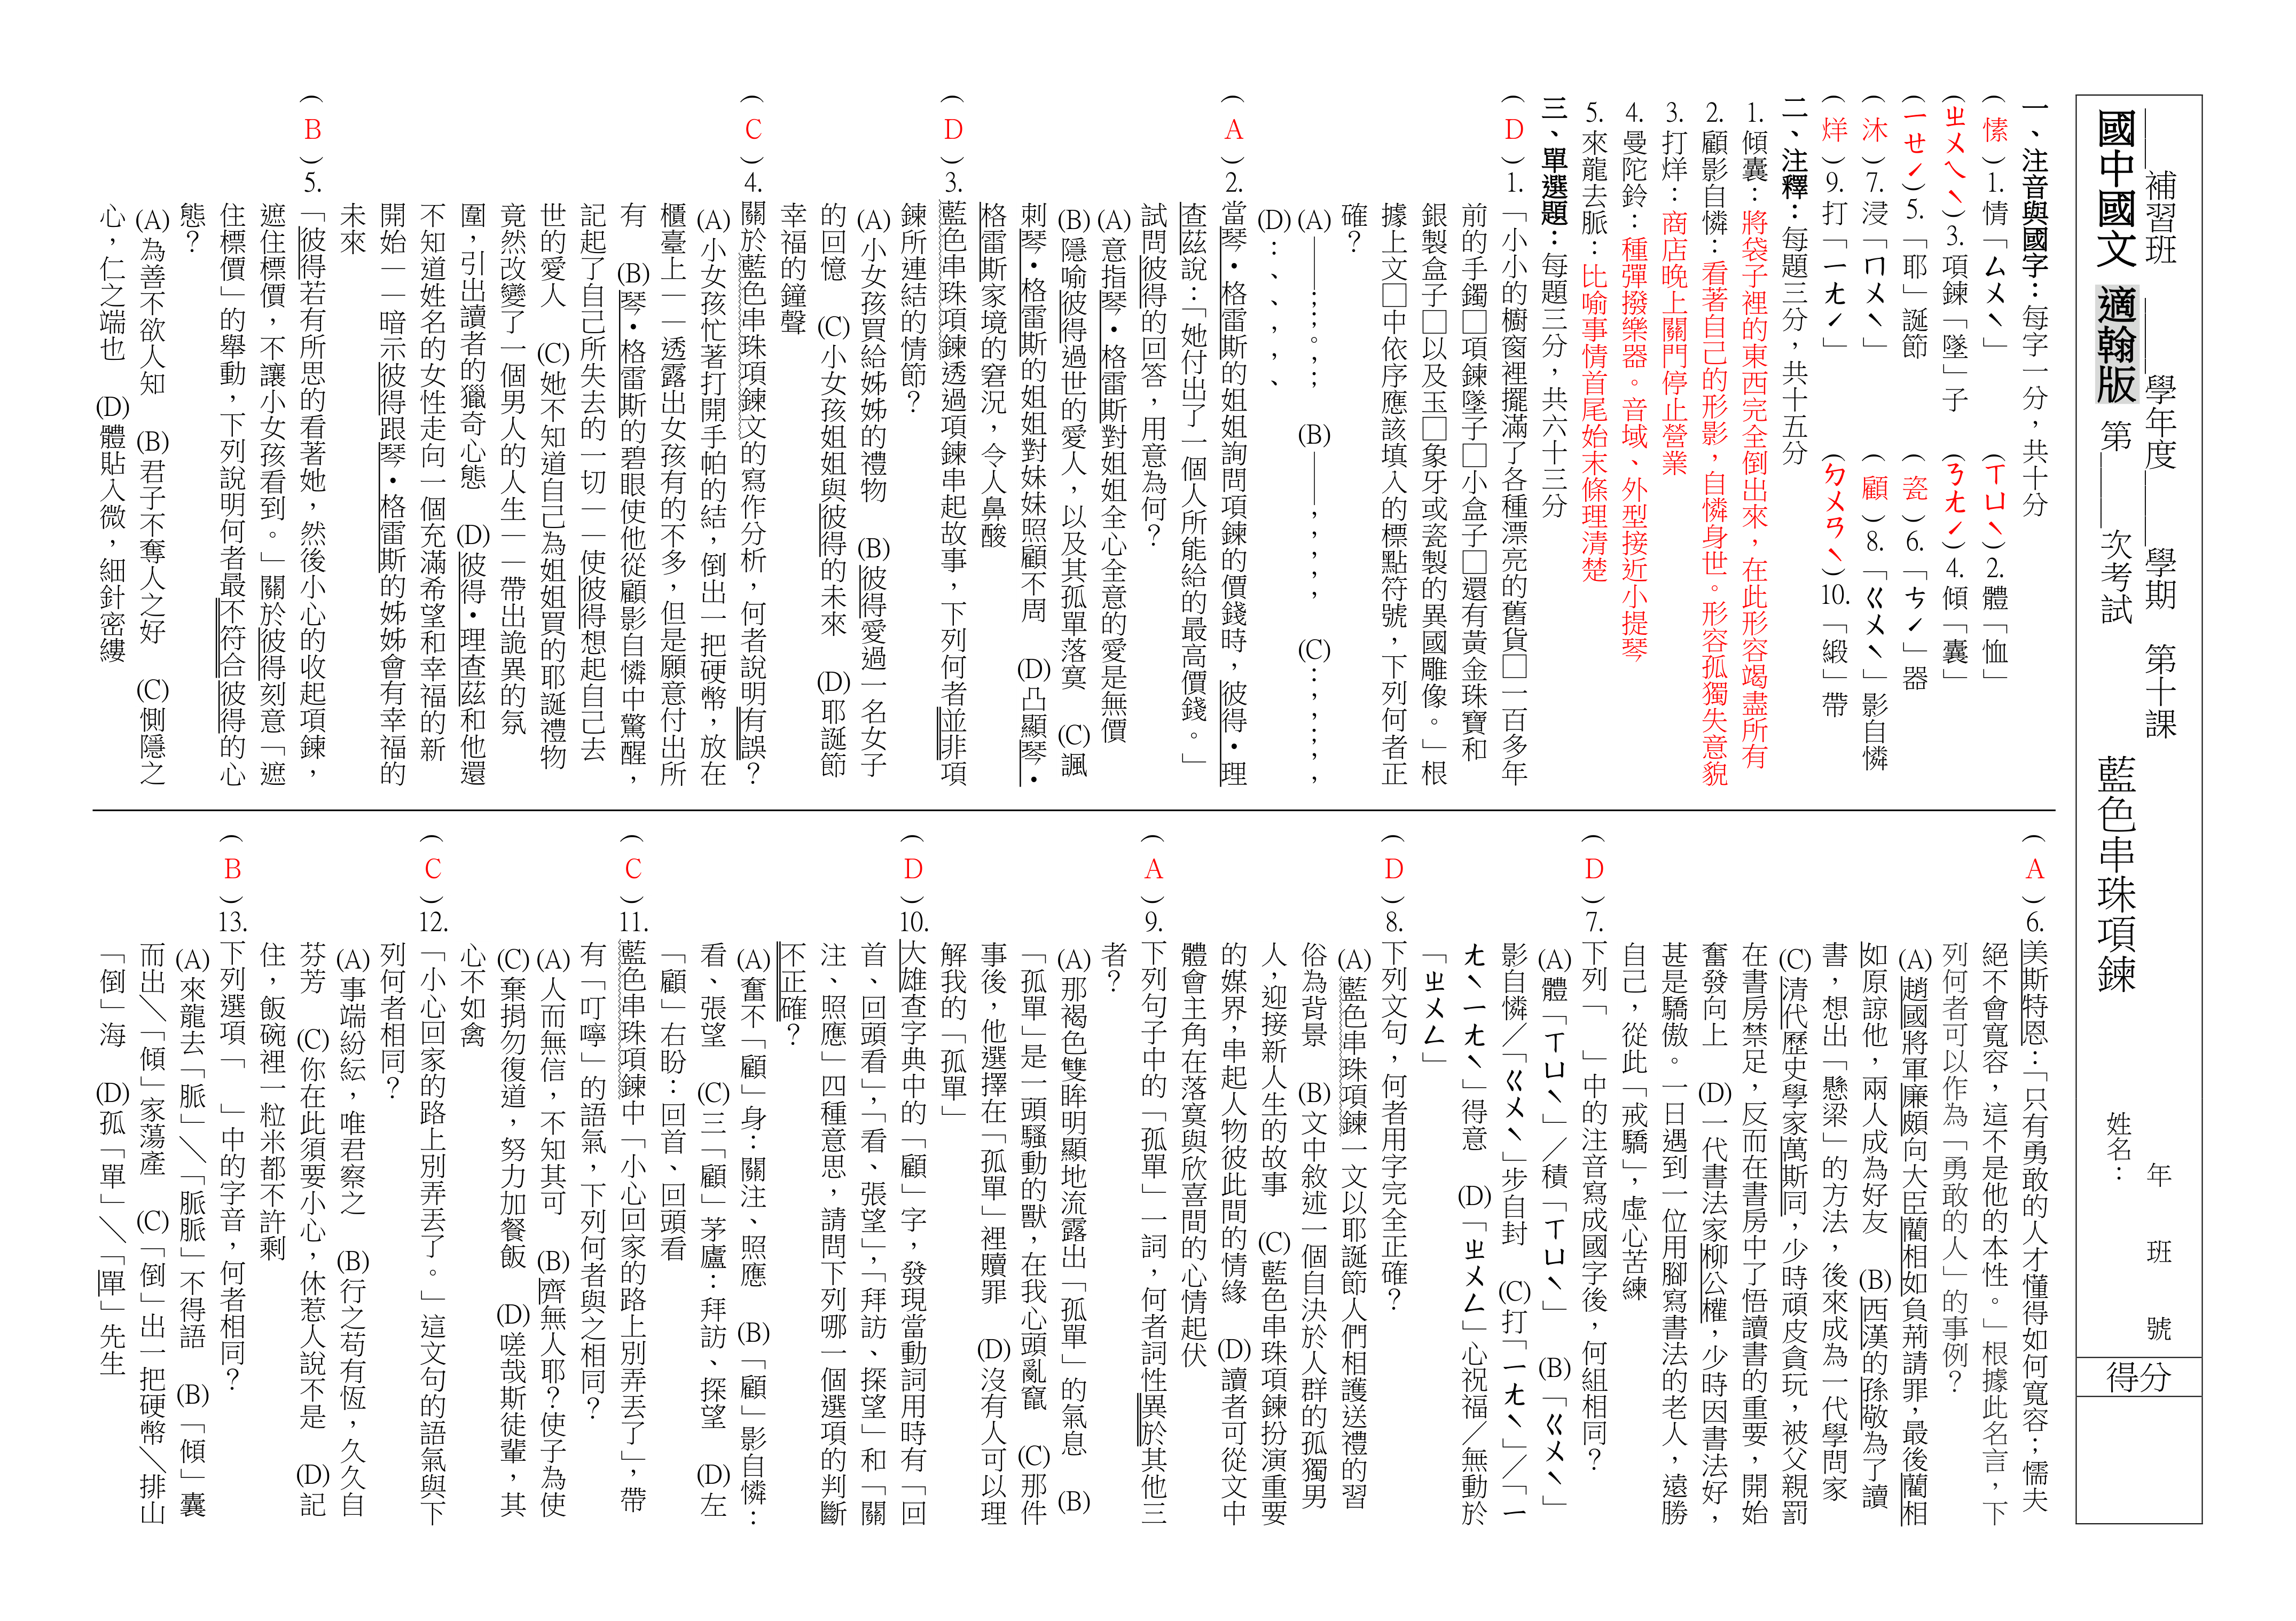 ＿＿＿補習班　＿＿＿學年度＿＿＿學期　第十課　　年　　班　　號
國中國文 適翰版 第＿＿＿次考試　藍色串珠項鍊　姓名：
得分
一、注音與國字：每字一分，共十分
（愫）1.情「ㄙㄨˋ」　（ㄒㄩˋ）2.體「恤」
（ㄓㄨㄟˋ）3.項鍊「墜」子　（ㄋㄤˊ）4.傾「囊」
（ㄧㄝˊ）5.「耶」誕節　（瓷）6.「ㄘˊ」器
（沐）7.浸「ㄇㄨˋ」　（顧）8.「ㄍㄨˋ」影自憐
（烊）9.打「ㄧㄤˊ」　（ㄉㄨㄢˋ）10.「緞」帶
二、注釋：每題三分，共十五分
1.傾囊：將袋子裡的東西完全倒出來，在此形容竭盡所有
2.顧影自憐：看著自己的形影，自憐身世。形容孤獨失意貌
3.打烊：商店晚上關門停止營業
4.曼陀鈴：種彈撥樂器。音域、外型接近小提琴
5.來龍去脈：比喻事情首尾始末條理清楚
三、單選題：每題三分，共六十三分
（D）1.「小小的櫥窗裡擺滿了各種漂亮的舊貨□一百多年
前的手鐲□項鍊墜子□小盒子□還有黃金珠寶和
銀製盒子□以及玉□象牙或瓷製的異國雕像。」根
據上文□中依序應該填入的標點符號，下列何者正
確？
(A)——；；。；；　(B)——，，，，，　(C)：，；；，
(D)：、、，，、
（A）2.當琴‧格雷斯的姐姐詢問項鍊的價錢時，彼得‧理
查茲說：「她付出了一個人所能給的最高價錢。」
試問彼得的回答，用意為何？
(A)意指琴‧格雷斯對姐姐全心全意的愛是無價
(B)隱喻彼得過世的愛人，以及其孤單落寞　(C)諷
刺琴‧格雷斯的姐姐對妹妹照顧不周　(D)凸顯琴‧
格雷斯家境的窘況，令人鼻酸
（D）3.藍色串珠項鍊透過項鍊串起故事，下列何者並非項
鍊所連結的情節？
(A)小女孩買給姊姊的禮物　(B)彼得愛過一名女子
的回憶　(C)小女孩姐姐與彼得的未來　(D)耶誕節
幸福的鐘聲
（C）4.關於藍色串珠項鍊文的寫作分析，何者說明有誤？
(A)小女孩忙著打開手帕的結，倒出一把硬幣，放在
櫃臺上——透露出女孩有的不多，但是願意付出所
有　(B)琴‧格雷斯的碧眼使他從顧影自憐中驚醒，
記起了自己所失去的一切——使彼得想起自己去
世的愛人　(C)她不知道自己為姐姐買的耶誕禮物
竟然改變了一個男人的人生——帶出詭異的氛
圍，引出讀者的獵奇心態　(D)彼得‧理查茲和他還
不知道姓名的女性走向一個充滿希望和幸福的新
開始——暗示彼得跟琴‧格雷斯的姊姊會有幸福的
未來
（B）5.「彼得若有所思的看著她，然後小心的收起項鍊，
遮住標價，不讓小女孩看到。」關於彼得刻意「遮
住標價」的舉動，下列說明何者最不符合彼得的心
態？
(A)為善不欲人知　(B)君子不奪人之好　(C)惻隱之
心，仁之端也　(D)體貼入微，細針密縷
（A）6.美斯特恩：「只有勇敢的人才懂得如何寬容；懦夫
絕不會寬容，這不是他的本性。」根據此名言，下
列何者可以作為「勇敢的人」的事例？
(A)趙國將軍廉頗向大臣藺相如負荊請罪，最後藺相
如原諒他，兩人成為好友　(B)西漢的孫敬為了讀
書，想出「懸梁」的方法，後來成為一代學問家
(C)清代歷史學家萬斯同，少時頑皮貪玩，被父親罰
在書房禁足，反而在書房中了悟讀書的重要，開始
奮發向上　(D)一代書法家柳公權，少時因書法好，
甚是驕傲。一日遇到一位用腳寫書法的老人，遠勝
自己，從此「戒驕」，虛心苦練
（D）7.下列「　」中的注音寫成國字後，何組相同？
(A)體「ㄒㄩˋ」／積「ㄒㄩˋ」　(B)「ㄍㄨˋ」
影自憐／「ㄍㄨˋ」步自封　(C)打「ㄧㄤˋ」／「ㄧ
ㄤˋㄧㄤˋ」得意　(D)「ㄓㄨㄥ」心祝福／無動於
「ㄓㄨㄥ」
（D）8.下列文句，何者用字完全正確？
(A)藍色串珠項鍊一文以耶誕節人們相護送禮的習
俗為背景　(B)文中敘述一個自決於人群的孤獨男
人，迎接新人生的故事　(C)藍色串珠項鍊扮演重要
的媒界，串起人物彼此間的情緣　(D)讀者可從文中
體會主角在落寞與欣喜間的心情起伏
（A）9.下列句子中的「孤單」一詞，何者詞性異於其他三
者？
(A)那褐色雙眸明顯地流露出「孤單」的氣息　(B)
「孤單」是一頭騷動的獸，在我心頭亂竄　(C)那件
事後，他選擇在「孤單」裡贖罪　(D)沒有人可以理
解我的「孤單」
（D）10.大雄查字典中的「顧」字，發現當動詞用時有「回
首、回頭看」，「看、張望」，「拜訪、探望」和「關
注、照應」四種意思，請問下列哪一個選項的判斷
不正確？
(A)奮不「顧」身：關注、照應　(B)「顧」影自憐：
看、張望　(C)三「顧」茅廬：拜訪、探望　(D)左
「顧」右盼：回首、回頭看
（C）11.藍色串珠項鍊中「小心回家的路上別弄丟了」，帶
有「叮嚀」的語氣，下列何者與之相同？
(A)人而無信，不知其可　(B)齊無人耶？使子為使
(C)棄捐勿復道，努力加餐飯　(D)嗟哉斯徒輩，其
心不如禽
（C）12.「小心回家的路上別弄丟了。」這文句的語氣與下
列何者相同？
(A)事端紛紜，唯君察之　(B)行之苟有恆，久久自
芬芳　(C)你在此須要小心，休惹人說不是　(D)記
住，飯碗裡一粒米都不許剩
（B）13.下列選項「　」中的字音，何者相同？
(A)來龍去「脈」＼「脈脈」不得語　(B)「傾」囊
而出＼「傾」家蕩產　(C)「倒」出一把硬幣＼排山
「倒」海　(D)孤「單」＼「單」先生